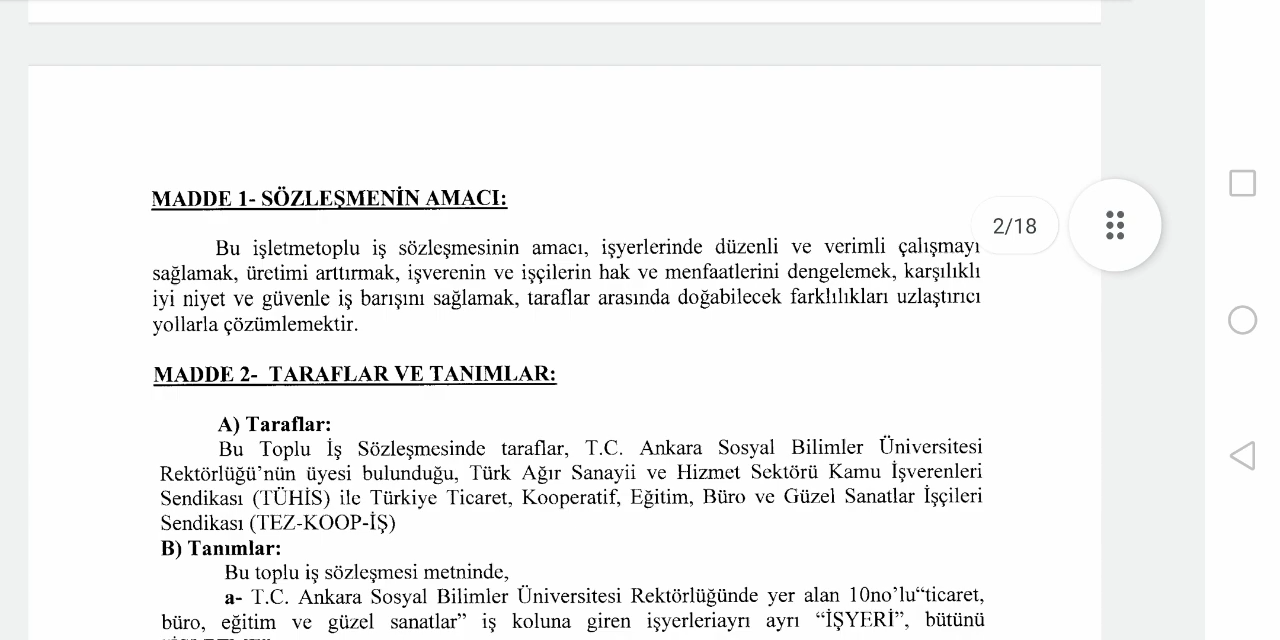 MADDE 1- SÖZLEŞMENİN AMACI:
Bu işletmetoplu iş sözleşmesinin amacı, işyerlerinde düzenli ve verimli çalışmayı
sağlamak, üretimi arttırmak, işverenin ve işçilerin hak ve menfaatlerini dengelemek, karşılıklı
iyi niyet ve güvenle iş barışını sağlamak, taraflar arasında doğabilecek farklılıkları uzlaştırıcı
yollarla çözümlemektir.
2/18
MADDE 2- TARAFLAR VE TANIMLAR:
A) Taraflar:
Bu Toplu İş Sözleşmesinde taraflar, T.C. Ankara Sosyal Bilimler Üniversitesi
Rektörlüğü’nün üyesi bulunduğu, Türk Ağır Sanayii ve Hizmet Sektörü Kamu İşverenleri
Sendikası (TÜHİS) ile Türkiye Ticaret, Kooperatif, Eğitim, Büro ve Güzel Sanatlar İşçileri
Sendikası (TEZ-KOOP-İŞ)
B) Tanımlar:
Bu toplu iş sözleşmesi metninde,
a- T.C. Ankara Sosyal Bilimler Üniversitesi Rektörlüğünde yer alan 10no’lu“ticaret,
büro, eğitim ve güzel sanatlar” iş koluna giren işyerleriayrı ayrı “İŞYERİ”, bütünü